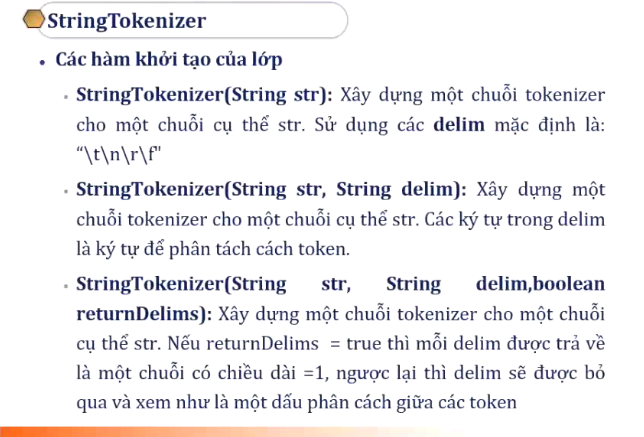 StringTokenizer
• Các hàm khởi tạo của lớp
• StringTokenizer(String str): Xây dựng một chuỗi tokenizer
cho một chuỗi cụ thể str. Sử dụng các delim mặc định là:
“\t\n\r\f"
• StringTokenizer(String str, String delim): Xây dựng một
chuỗi tokenizer cho một chuỗi cụ thể str. Các ký tự trong delim
là ký tự để phân tách cách token.
• StringTokenizer(String str, String delim,boolean
returnDelims): Xây dựng một chuỗi tokenizer cho một chuỗi
cụ thể str. Nếu returnDelims = true thì mỗi delim được trả về
là một chuỗi có chiều dài =1, ngược lại thì delim sẽ được bỏ
qua và xem như là một dấu phân cách giữa các token